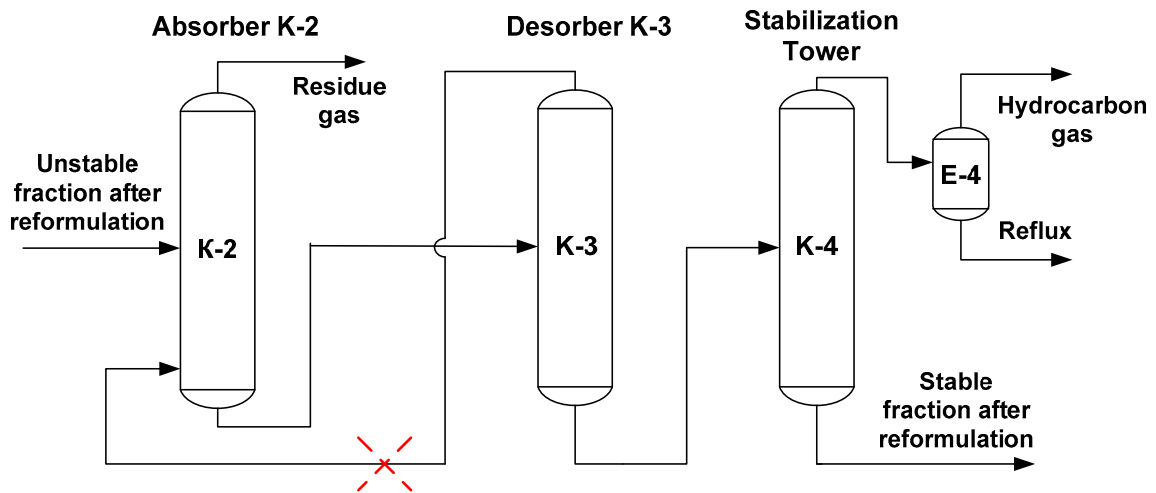 Absorber K-2
Desorber K-3
Stabilization
Tower
Residue
gas
Hydrocarbon
gas
Unstable
fraction after
reformulation
E-4
Reflux
K-2
K-3
K-4
Stable
fraction after
reformulation